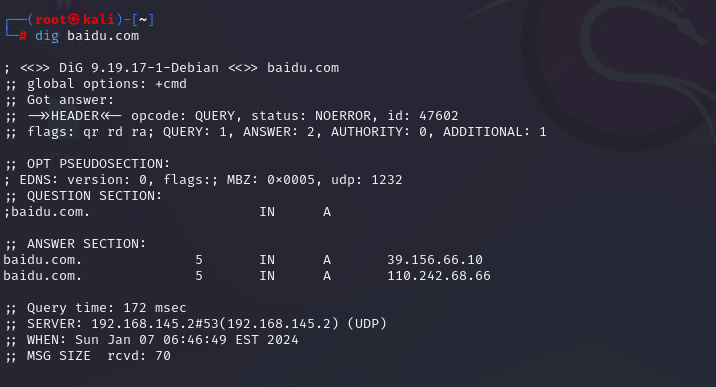 ┌──(root㉿kali)-[~]
└─# dig baidu.com
; <<>> DiG 9.19.17-1-Debian <<>> baidu.com
;; global options: +cmd
;; Got answer:
;; ->>HEADER<<- opcode: QUERY, status: NOERROR, id: 47602
;; flags: qr rd ra; QUERY: 1, ANSWER: 2, AUTHORITY: 0, ADDITIONAL: 1
;; OPT PSEUDOSECTION:
; EDNS: version: 0, flags:; MBZ: 0x0005, udp: 1232
;; QUESTION SECTION:
;baidu.com. IN A
;; ANSWER SECTION:
baidu.com. 5 IN A 39.156.66.10
baidu.com. 5 IN A 110.242.68.66
;; Query time: 172 msec
;; SERVER: 192.168.145.2#53(192.168.145.2) (UDP)
;; WHEN: Sun Jan 07 06:46:49 EST 2024
;; MSG SIZE rcvd: 70